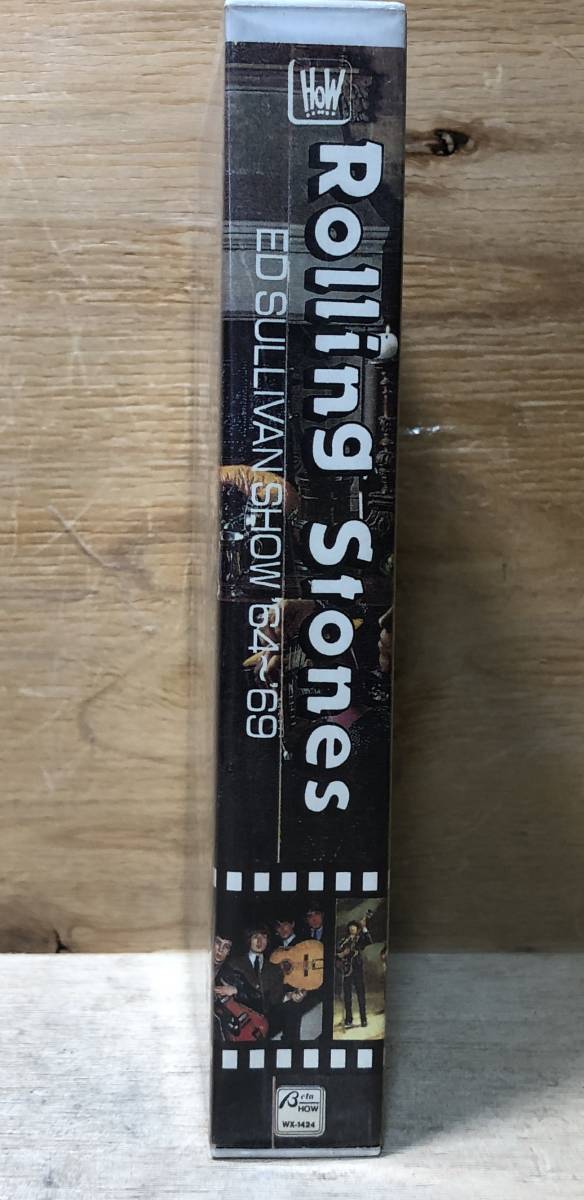 HOW
Rolling Stones
ED SULLIVAN SHOW '64~'69
Beta
HOW
WX-1424